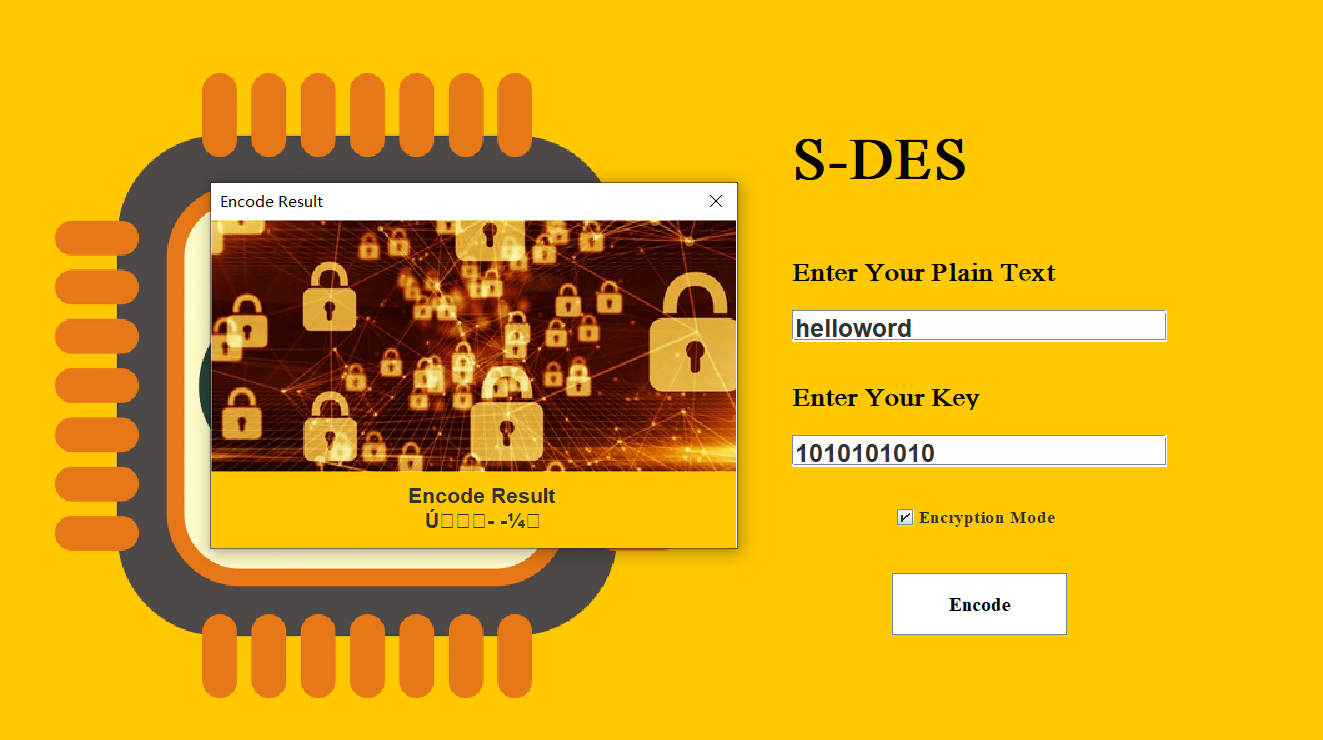 S-DES
Enter Your Plain Text
helloword
Enter Your Key
1010101010
Encryption Mode
Encode
Encode Result
Encode Result
Ú□□□- -¼□